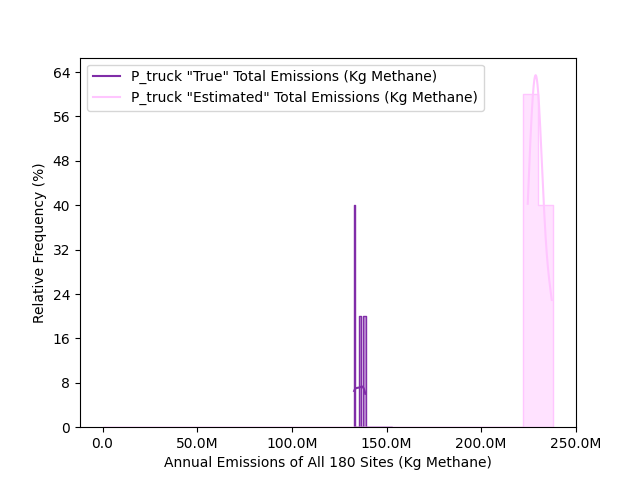 P_truck "True" Total Emissions (Kg Methane)
P_truck "Estimated" Total Emissions (Kg Methane)
64
56
48
40
32
24
16
8
0
Relative Frequency (%)
0.0 50.0M 100.0M 150.0M 200.0M 250.0M
Annual Emissions of All 180 Sites (Kg Methane)